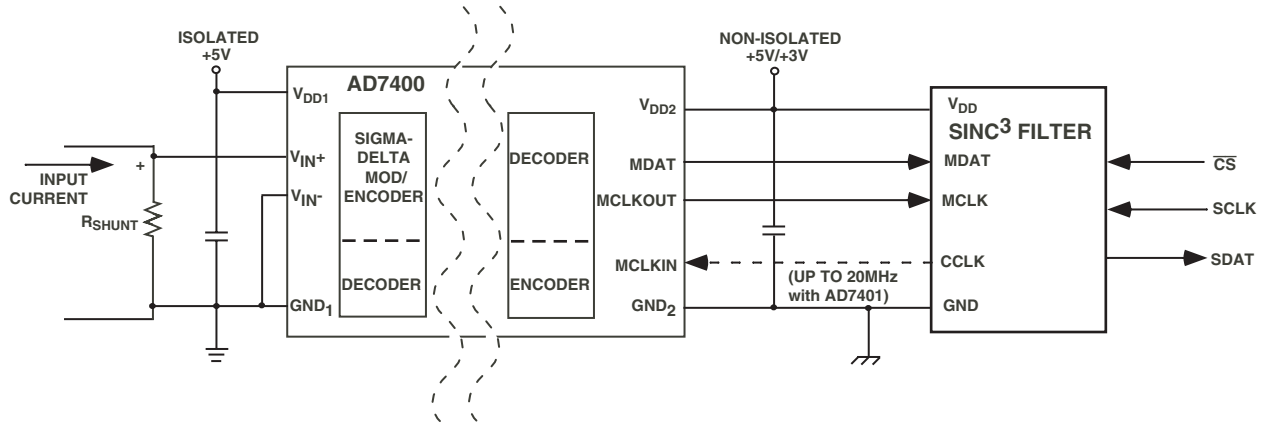 ISOLATED
+5V
NON-ISOLATED
+5V/+3V
AD7400
VDD1
VIN+
VIN-
GND1
+
INPUT
CURRENT
RSHUNT
SIGMA-
DELTA
MOD/
ENCODER
DECODER
DECODER
ENCODER
VDD2
MDAT
MCLKOUT
MCLKIN
GND2
(UP TO 20MHz
with AD7401)
VDD
SINC3 FILTER
MDAT
MCLK
CCLK
GND
CS
SCLK
SDAT